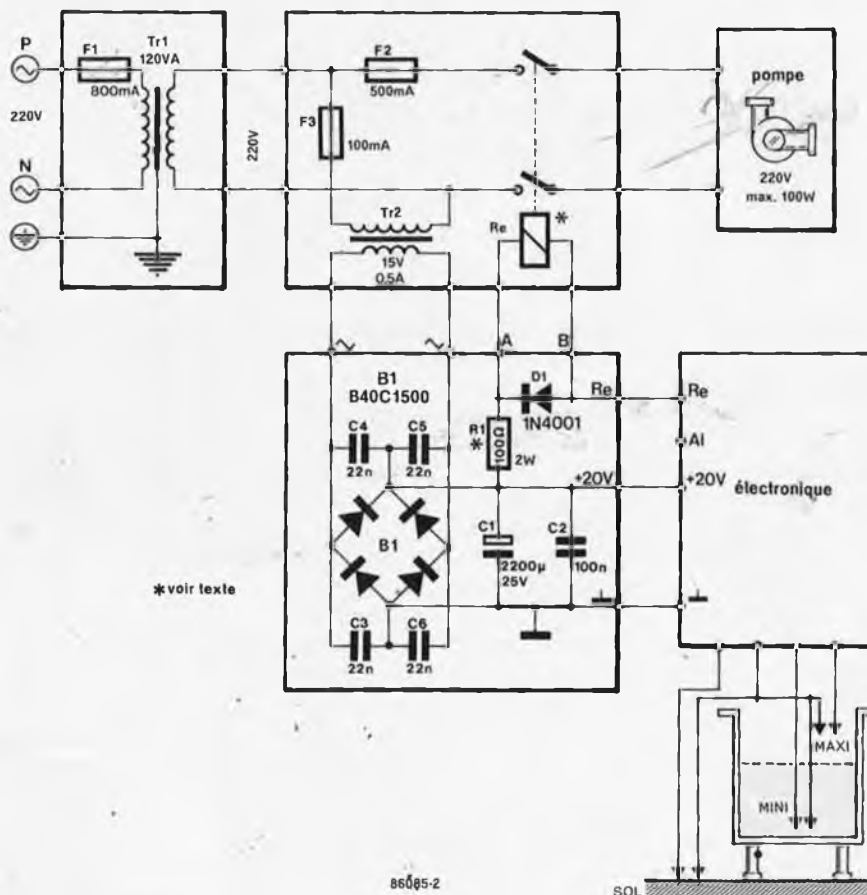 P
F1
800mA
Tr1
120VA
220V
N
220V
F2
500mA
F3
100mA
Tr2
15V
0.5A
Re
*
pompe
220V
max. 100W
A
B
B1
B40C1500
D1
1N4001
Re
Re
C4
22n
C5
22n
R1
*
100Ω
2W
Al
+20V
+20V
électronique
B1
C1
2200µ
25V
C2
100n
*voir texte
C3
22n
C6
22n
MAXI
MINI
SOL
86085-2